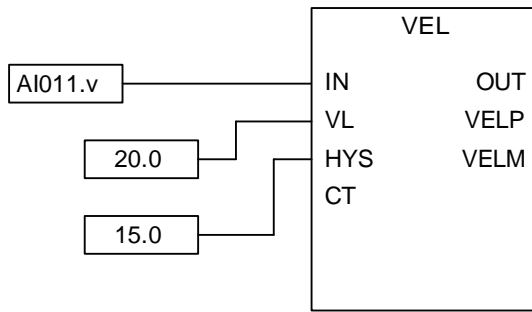 VEL
AI011.v IN OUT
VL VELP
20.0 HYS VELM
CT
15.0